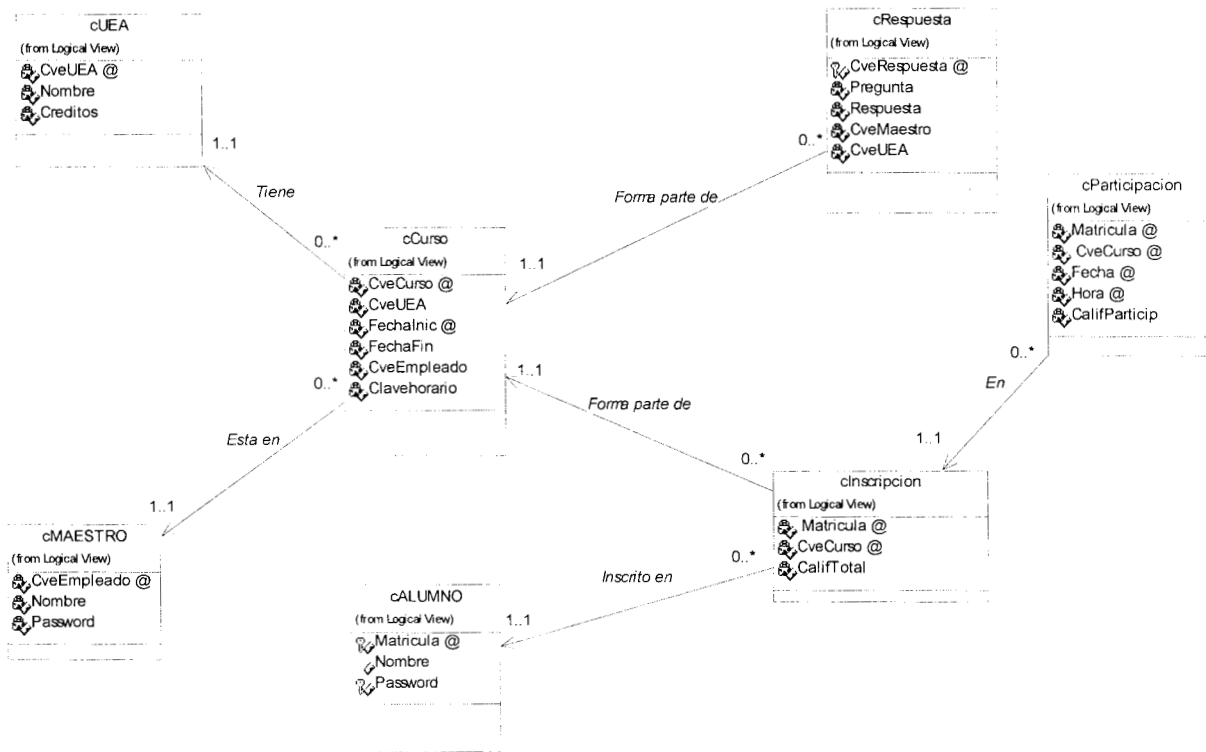 cUEA
(from Logical View)
CveUEA @
Nombre
Creditos
1..1
Tiene
0..*
cRespuesta
(from Logical View)
CveRespuesta @
Pregunta
Respuesta
CveMaestro
CveUEA
0..*
Forma parte de
1..1
cParticipacion
(from Logical View)
Matricula @
CveCurso @
Fecha @
Hora @
CalifParticip
0..*
En
1..1
cCurso
(from Logical View)
CveCurso @
CveUEA
FechaInic @
FechaFin
CveEmpleado
Clavehorario
0..*
Esta en
1..1
1..1
Forma parte de
0..*
cInscripcion
(from Logical View)
Matricula @
CveCurso @
CalifTotal
0..*
Inscrito en
1..1
cMAESTRO
(from Logical View)
CveEmpleado @
Nombre
Password
cALUMNO
(from Logical View)
Matricula @
Nombre
Password